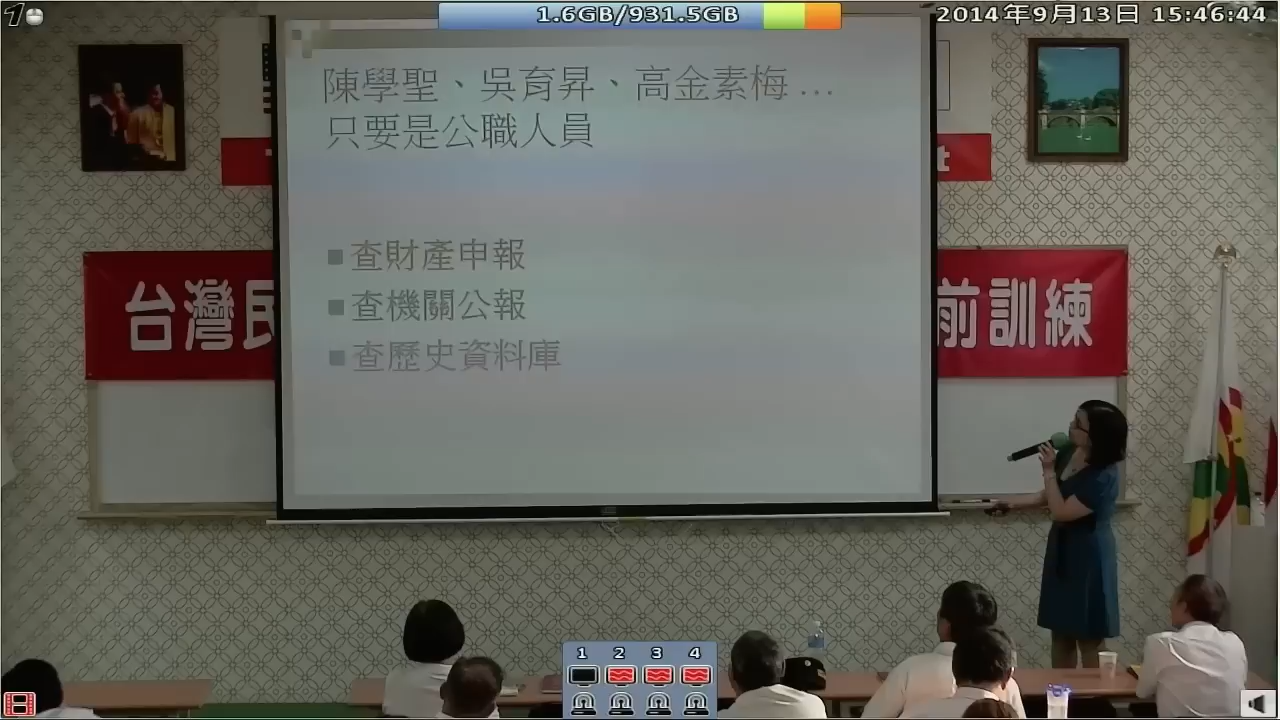 1
1.6GB/931.5GB
2014年9月13日 15:46:44
陳學聖、吳育昇、高金素梅...
只要是公職人員
t
■查財產申報
■查機關公報
■查歷史資料庫
台灣民
前訓練
1 2 3 4